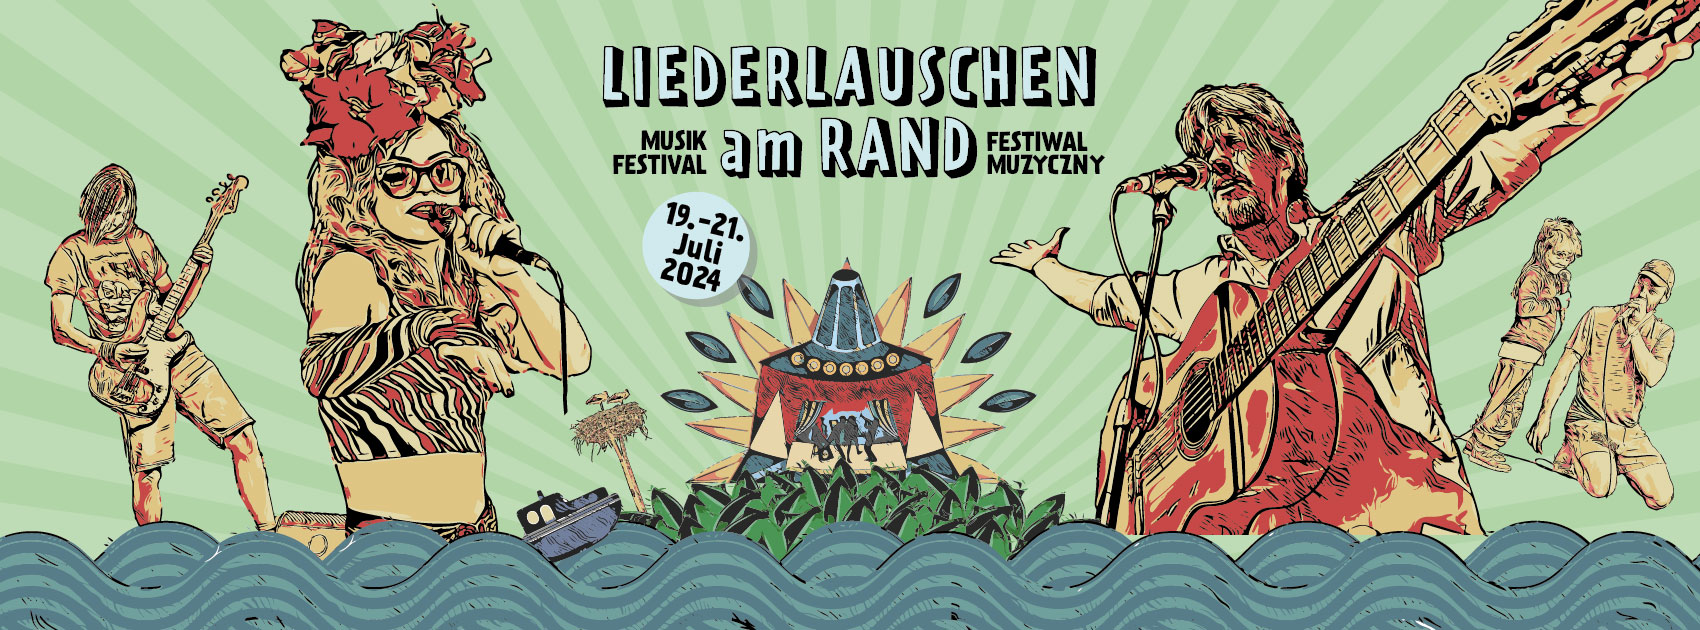 LIEDERLAUSCHEN
am RAND
MUSIK
FESTIVAL
FESTIWAL
MUZYCZNY
19.–21.
Juli
2024